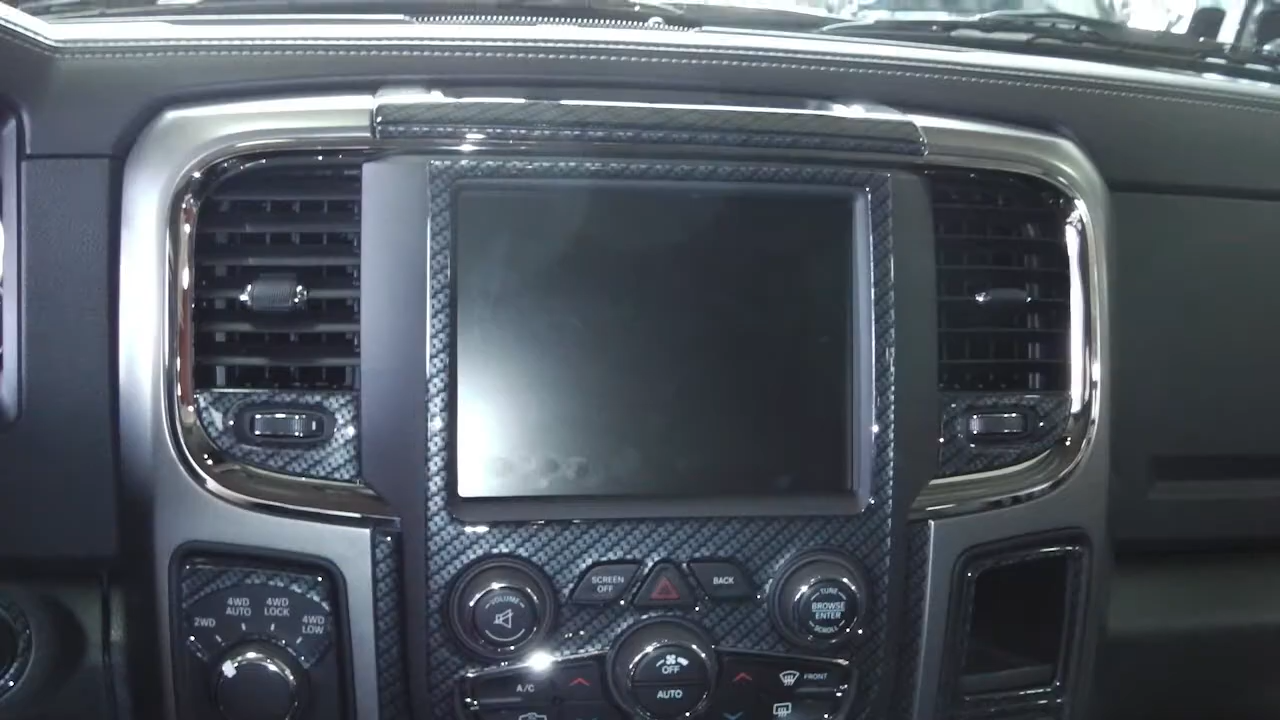 SCREEN
OFF
BACK
VOLUME
TUNE
BROWSE
ENTER
SCROLL
2WD
4WD
AUTO
4WD
LOCK
4WD
LOW
OFF
AUTO
A/C
FRONT